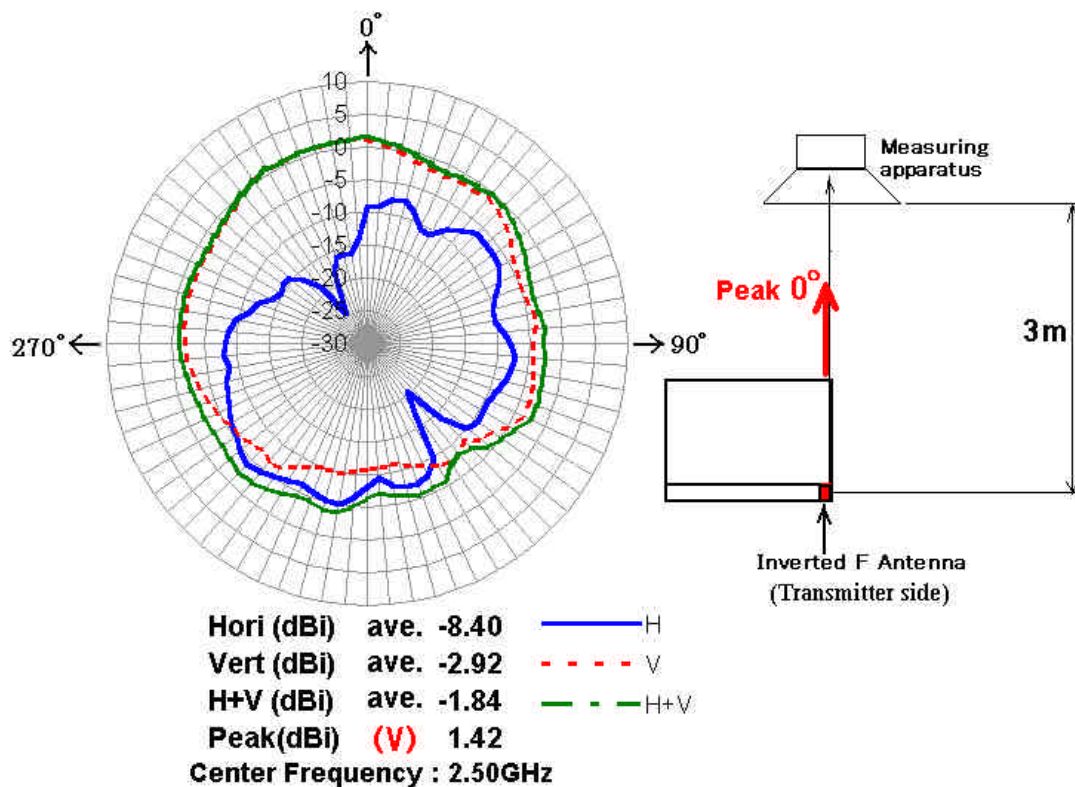 0°
10
5
0
-5
-10
-15
-20
-25
-30
270°
90°
Measuring
apparatus
Peak 0°
3m
Inverted F Antenna
(Transmitter side)
Hori (dBi) ave. -8.40
H
Vert (dBi) ave. -2.92
V
H+V (dBi) ave. -1.84
H+V
Peak(dBi) (V) 1.42
Center Frequency : 2.50GHz